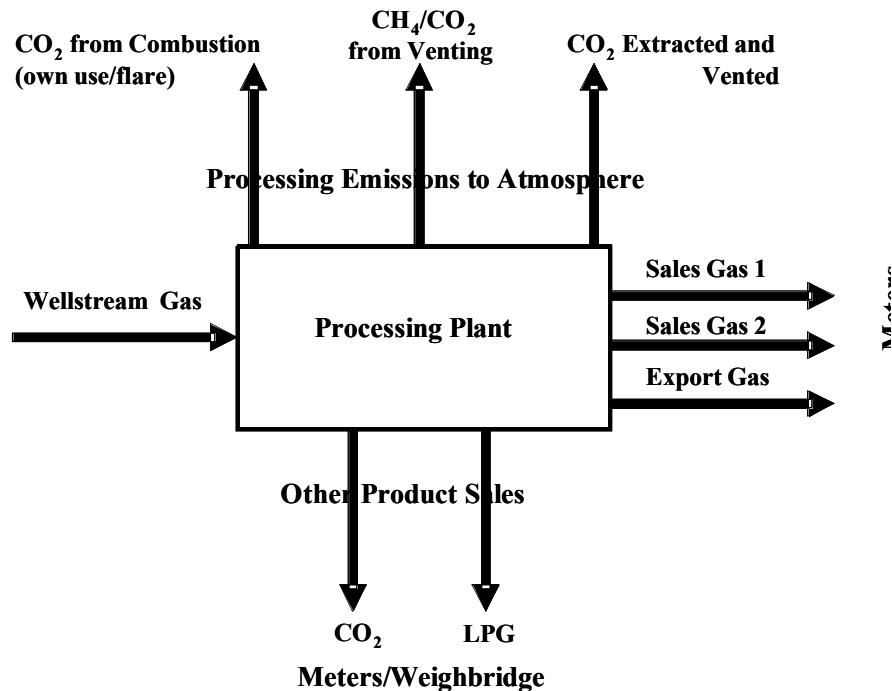 CO₂ from Combustion
(own use/flare)
CH₄/CO₂
from Venting
CO₂ Extracted and
Vented
Processing Emissions to Atmosphere
Wellstream Gas
Processing Plant
Sales Gas 1
Sales Gas 2
Export Gas
Meters
Other Product Sales
CO₂
LPG
Meters/Weighbridge